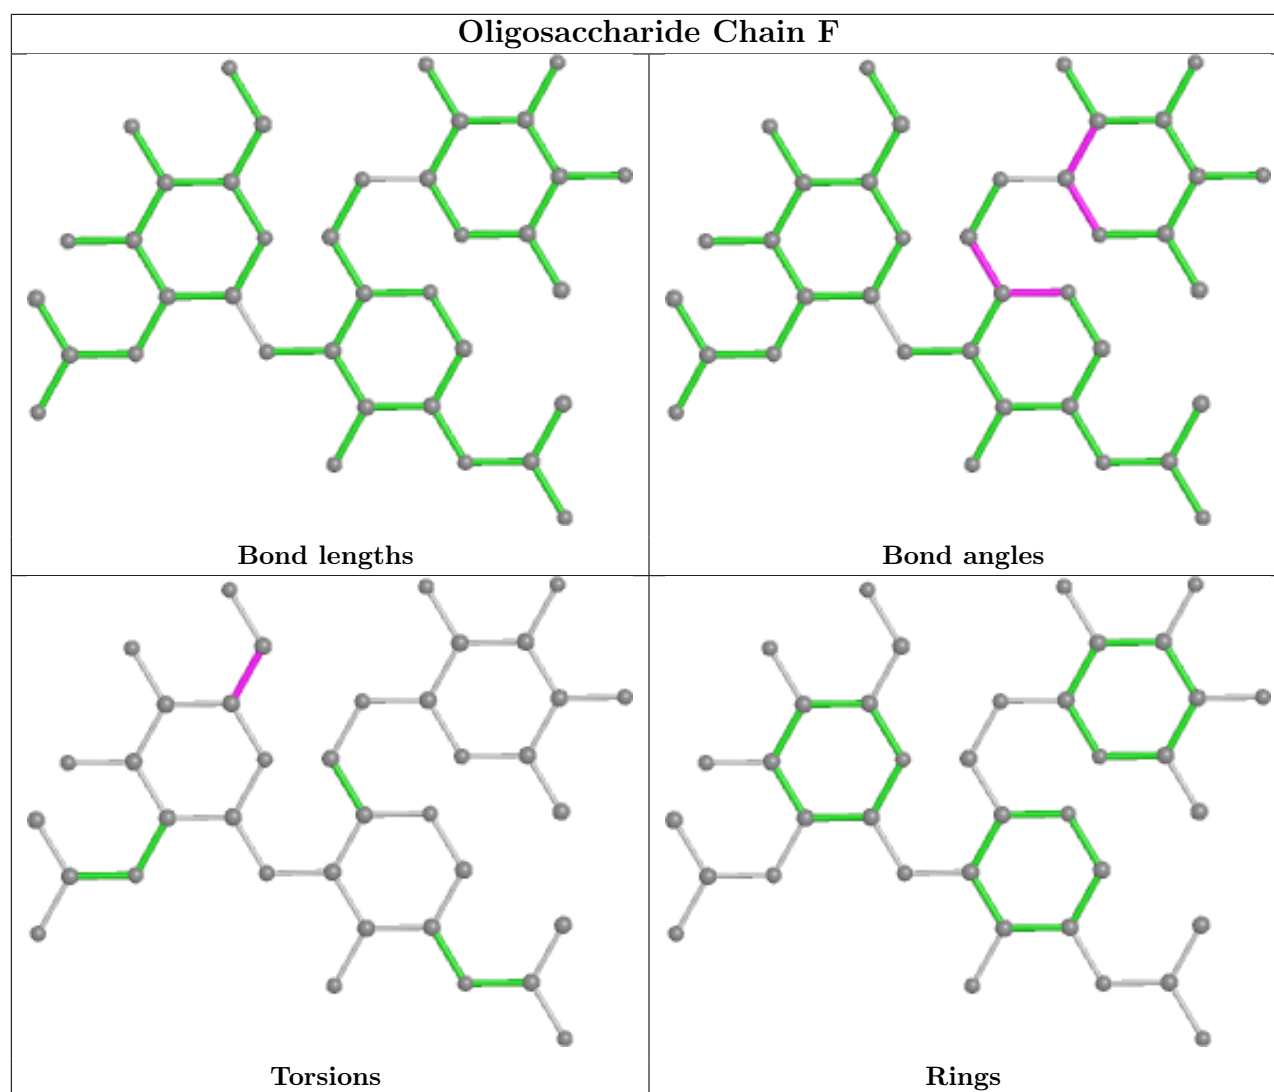 Oligosaccharide Chain F
Bond lengths
Bond angles
Torsions
Rings